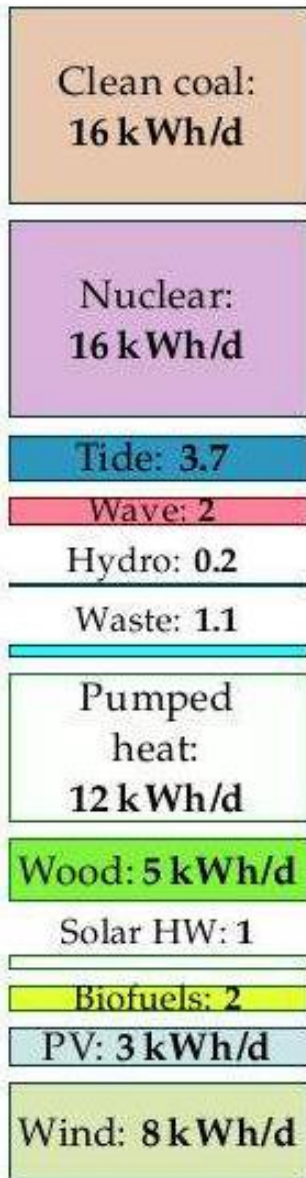 Clean coal:
16 kWh/d
Nuclear:
16 kWh/d
Tide: 3.7
Wave: 2
Hydro: 0.2
Waste: 1.1
Pumped
heat:
12 kWh/d
Wood: 5 kWh/d
Solar HW: 1
Biofuels: 2
PV: 3 kWh/d
Wind: 8 kWh/d